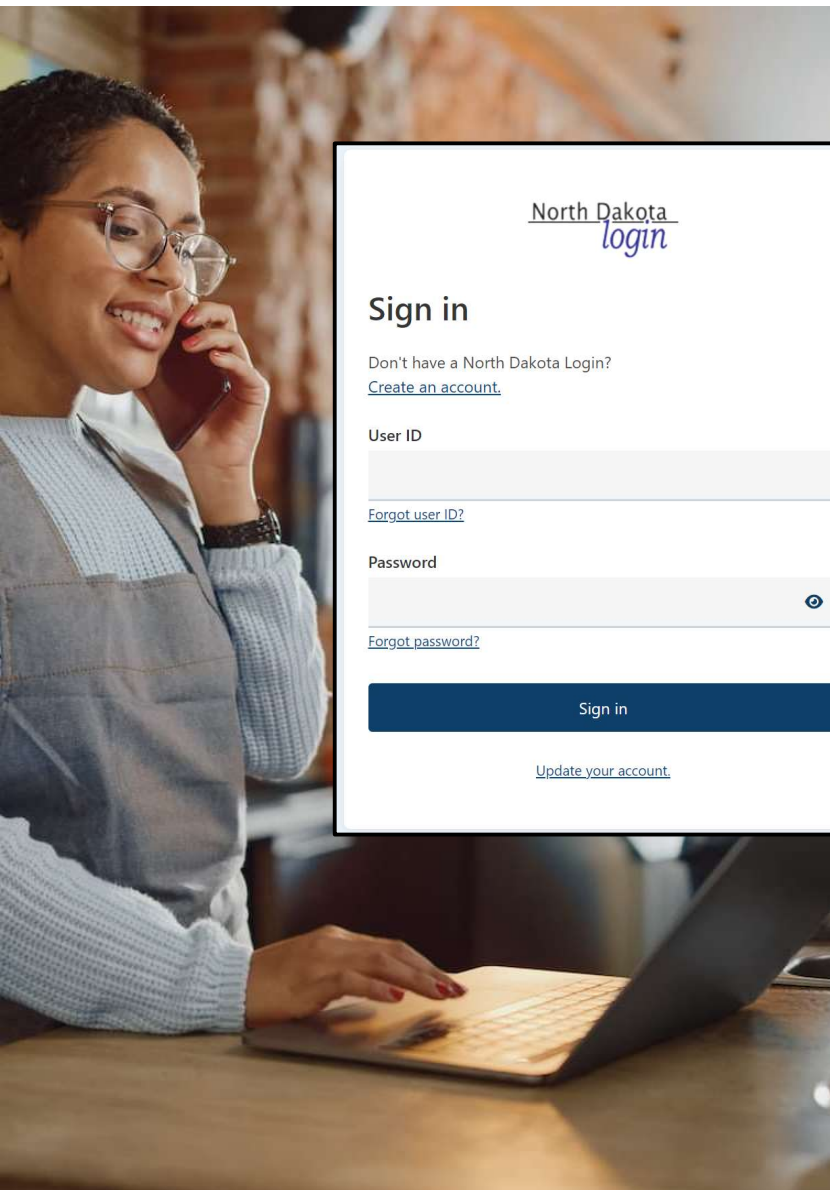 North Dakota
login
Sign in
Don't have a North Dakota Login?
Create an account.
User ID
Forgot user ID?
Password
Forgot password?
Sign in
Update your account.